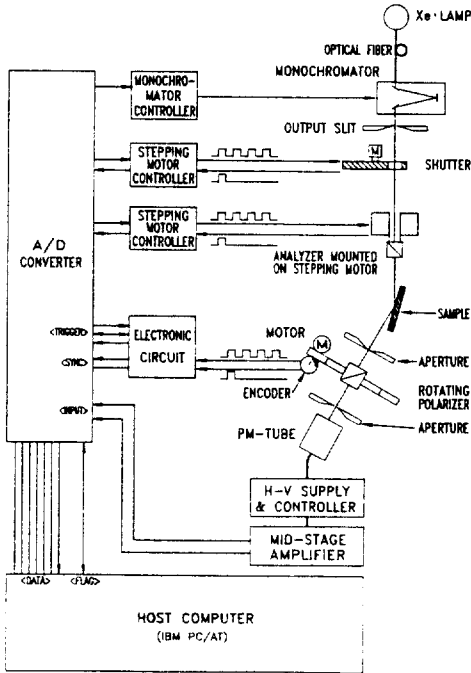 Xe·LAMP
OPTICAL FIBER
MONOCHROMATOR
MONOCHRO-
MATOR
CONTROLLER
OUTPUT SLIT
STEPPING
MOTOR
CONTROLLER
M
SHUTTER
STEPPING
MOTOR
CONTROLLER
A/D
CONVERTER
ANALYZER MOUNTED
ON STEPPING MOTOR
SAMPLE
<TRIGGER>
ELECTRONIC
CIRCUIT
MOTOR
M
<SYNC>
APERTURE
ENCODER
ROTATING
POLARIZER
<INPUT>
APERTURE
PM-TUBE
H-V SUPPLY
& CONTROLLER
MID-STAGE
AMPLIFIER
<DATA>
<FLAG>
HOST COMPUTER
(IBM PC/AT)